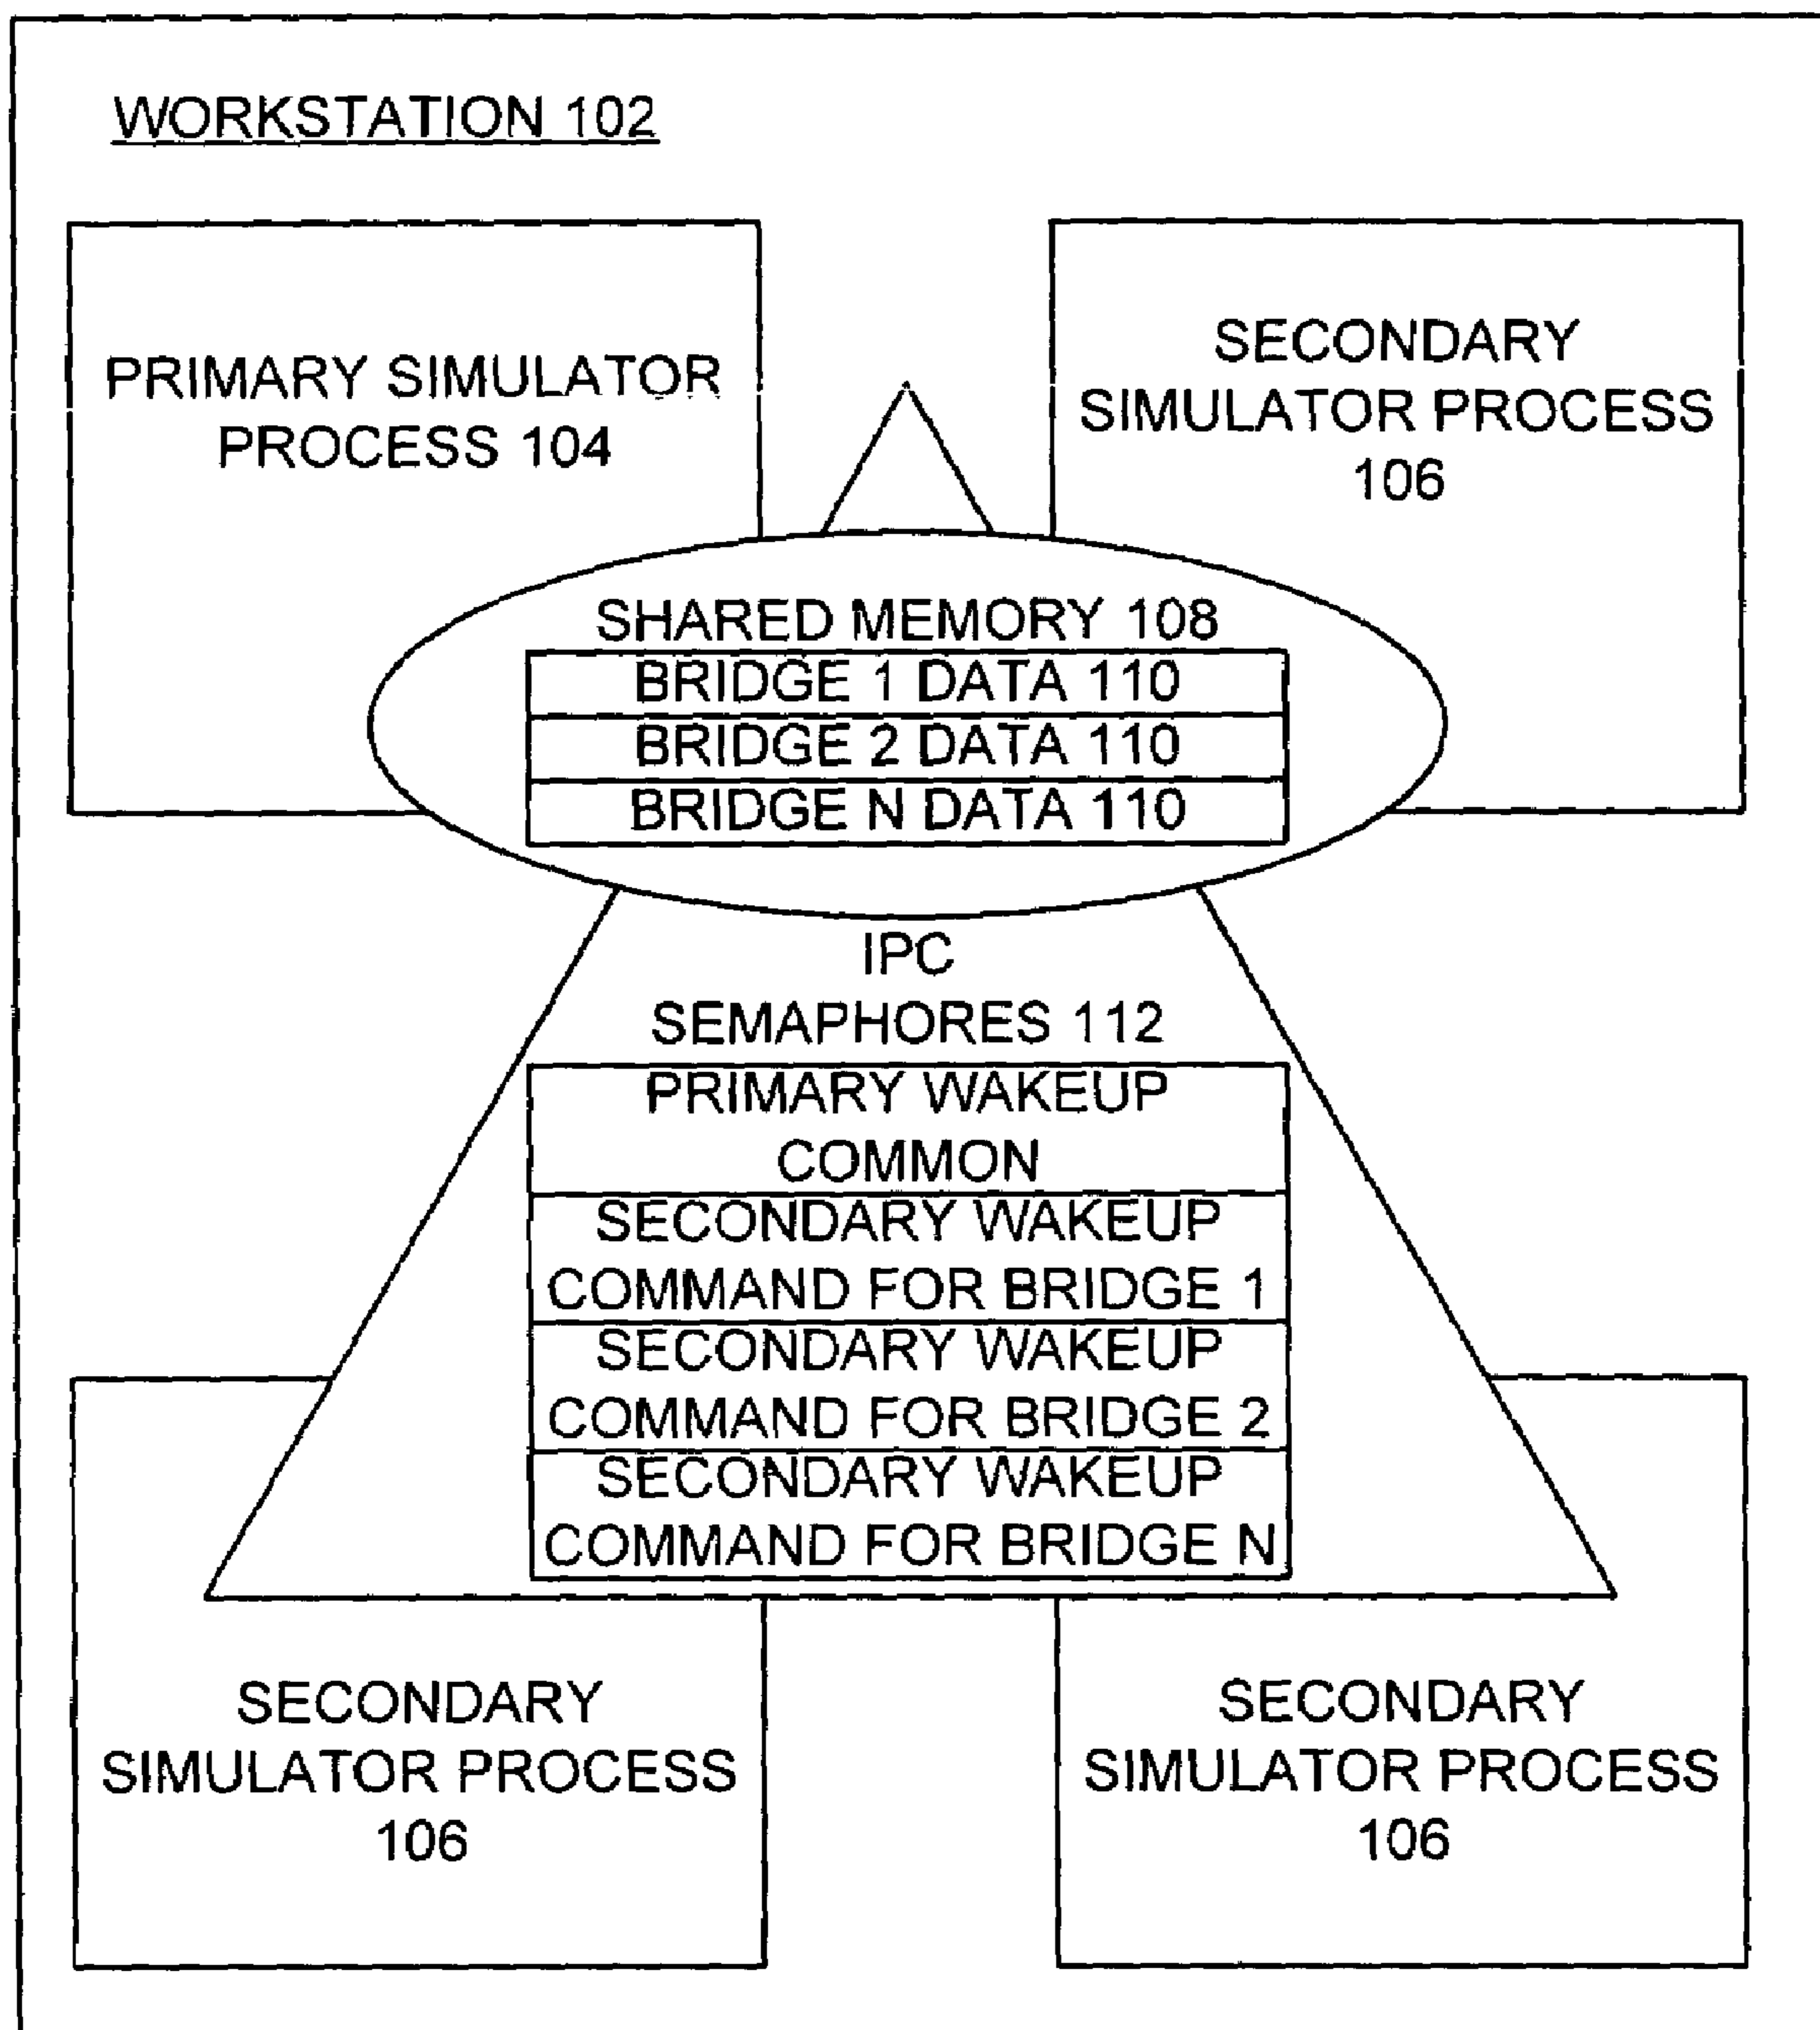 WORKSTATION 102
PRIMARY SIMULATOR
PROCESS 104
SECONDARY
SIMULATOR PROCESS
106
SHARED MEMORY 108
BRIDGE 1 DATA 110
BRIDGE 2 DATA 110
BRIDGE N DATA 110
IPC
SEMAPHORES 112
PRIMARY WAKEUP
COMMON
SECONDARY WAKEUP
COMMAND FOR BRIDGE 1
SECONDARY WAKEUP
COMMAND FOR BRIDGE 2
SECONDARY WAKEUP
COMMAND FOR BRIDGE N
SECONDARY
SIMULATOR PROCESS
106
SECONDARY
SIMULATOR PROCESS
106